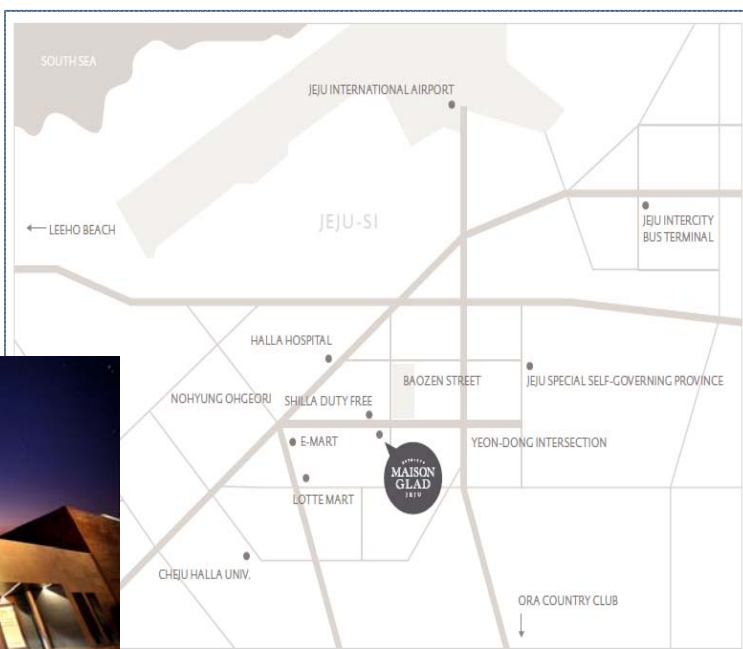 SOUTH SEA
JEJU INTERNATIONAL AIRPORT
JEJU-SI
← LEEHO BEACH
JEJU INTERCITY
BUS TERMINAL
HALLA HOSPITAL
BAOZEN STREET
JEJU SPECIAL SELF-GOVERNING PROVINCE
NOHYUNG OHGEORI
SHILLA DUTY FREE
E-MART
YEON-DONG INTERSECTION
MAISON
GLAD
JEJU
LOTTE MART
CHEJU HALLA UNIV.
ORA COUNTRY CLUB